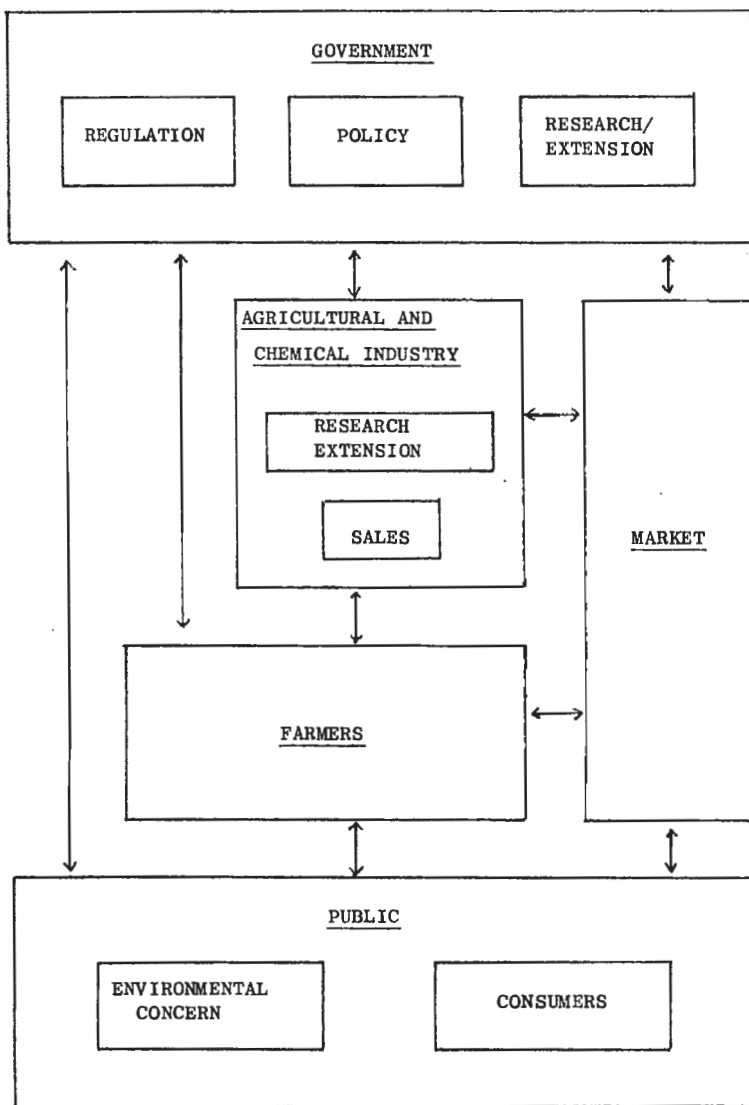 GOVERNMENT
REGULATION
POLICY
RESEARCH/
EXTENSION
AGRICULTURAL AND
CHEMICAL INDUSTRY
RESEARCH
EXTENSION
SALES
MARKET
FARMERS
PUBLIC
ENVIRONMENTAL
CONCERN
CONSUMERS